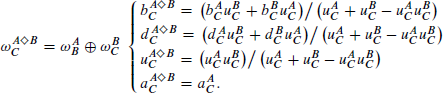 ω_C^{A◇B} = ω_B^A ⊕ ω_C^B
b_C^{A◇B} = (b_C^A u_C^B + b_C^B u_C^A) / (u_C^A + u_C^B − u_C^A u_C^B)
d_C^{A◇B} = (d_C^A u_C^B + d_C^B u_C^A) / (u_C^A + u_C^B − u_C^A u_C^B)
u_C^{A◇B} = (u_C^A u_C^B) / (u_C^A + u_C^B − u_C^A u_C^B)
a_C^{A◇B} = a_C^A.